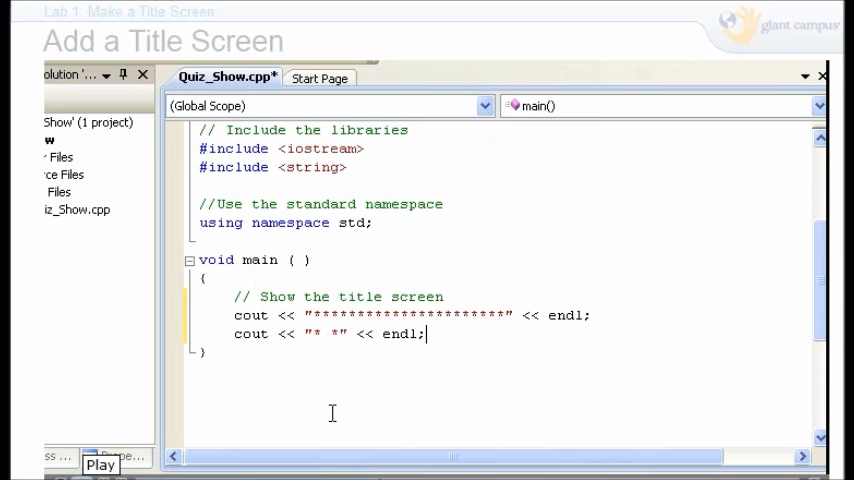 Lab 1: Make a Title Screen
Add a Title Screen
giant campus
olution '...
Quiz_Show.cpp*
Start Page
(Global Scope)
main()
Show' (1 project)
w
r Files
rce Files
Files
iz_Show.cpp
// Include the libraries
#include <iostream>
#include <string>
//Use the standard namespace
using namespace std;
void main ( )
{
// Show the title screen
cout << "**********************" << endl;
cout << "* *" << endl;
}
ss ...
Prope...
Play